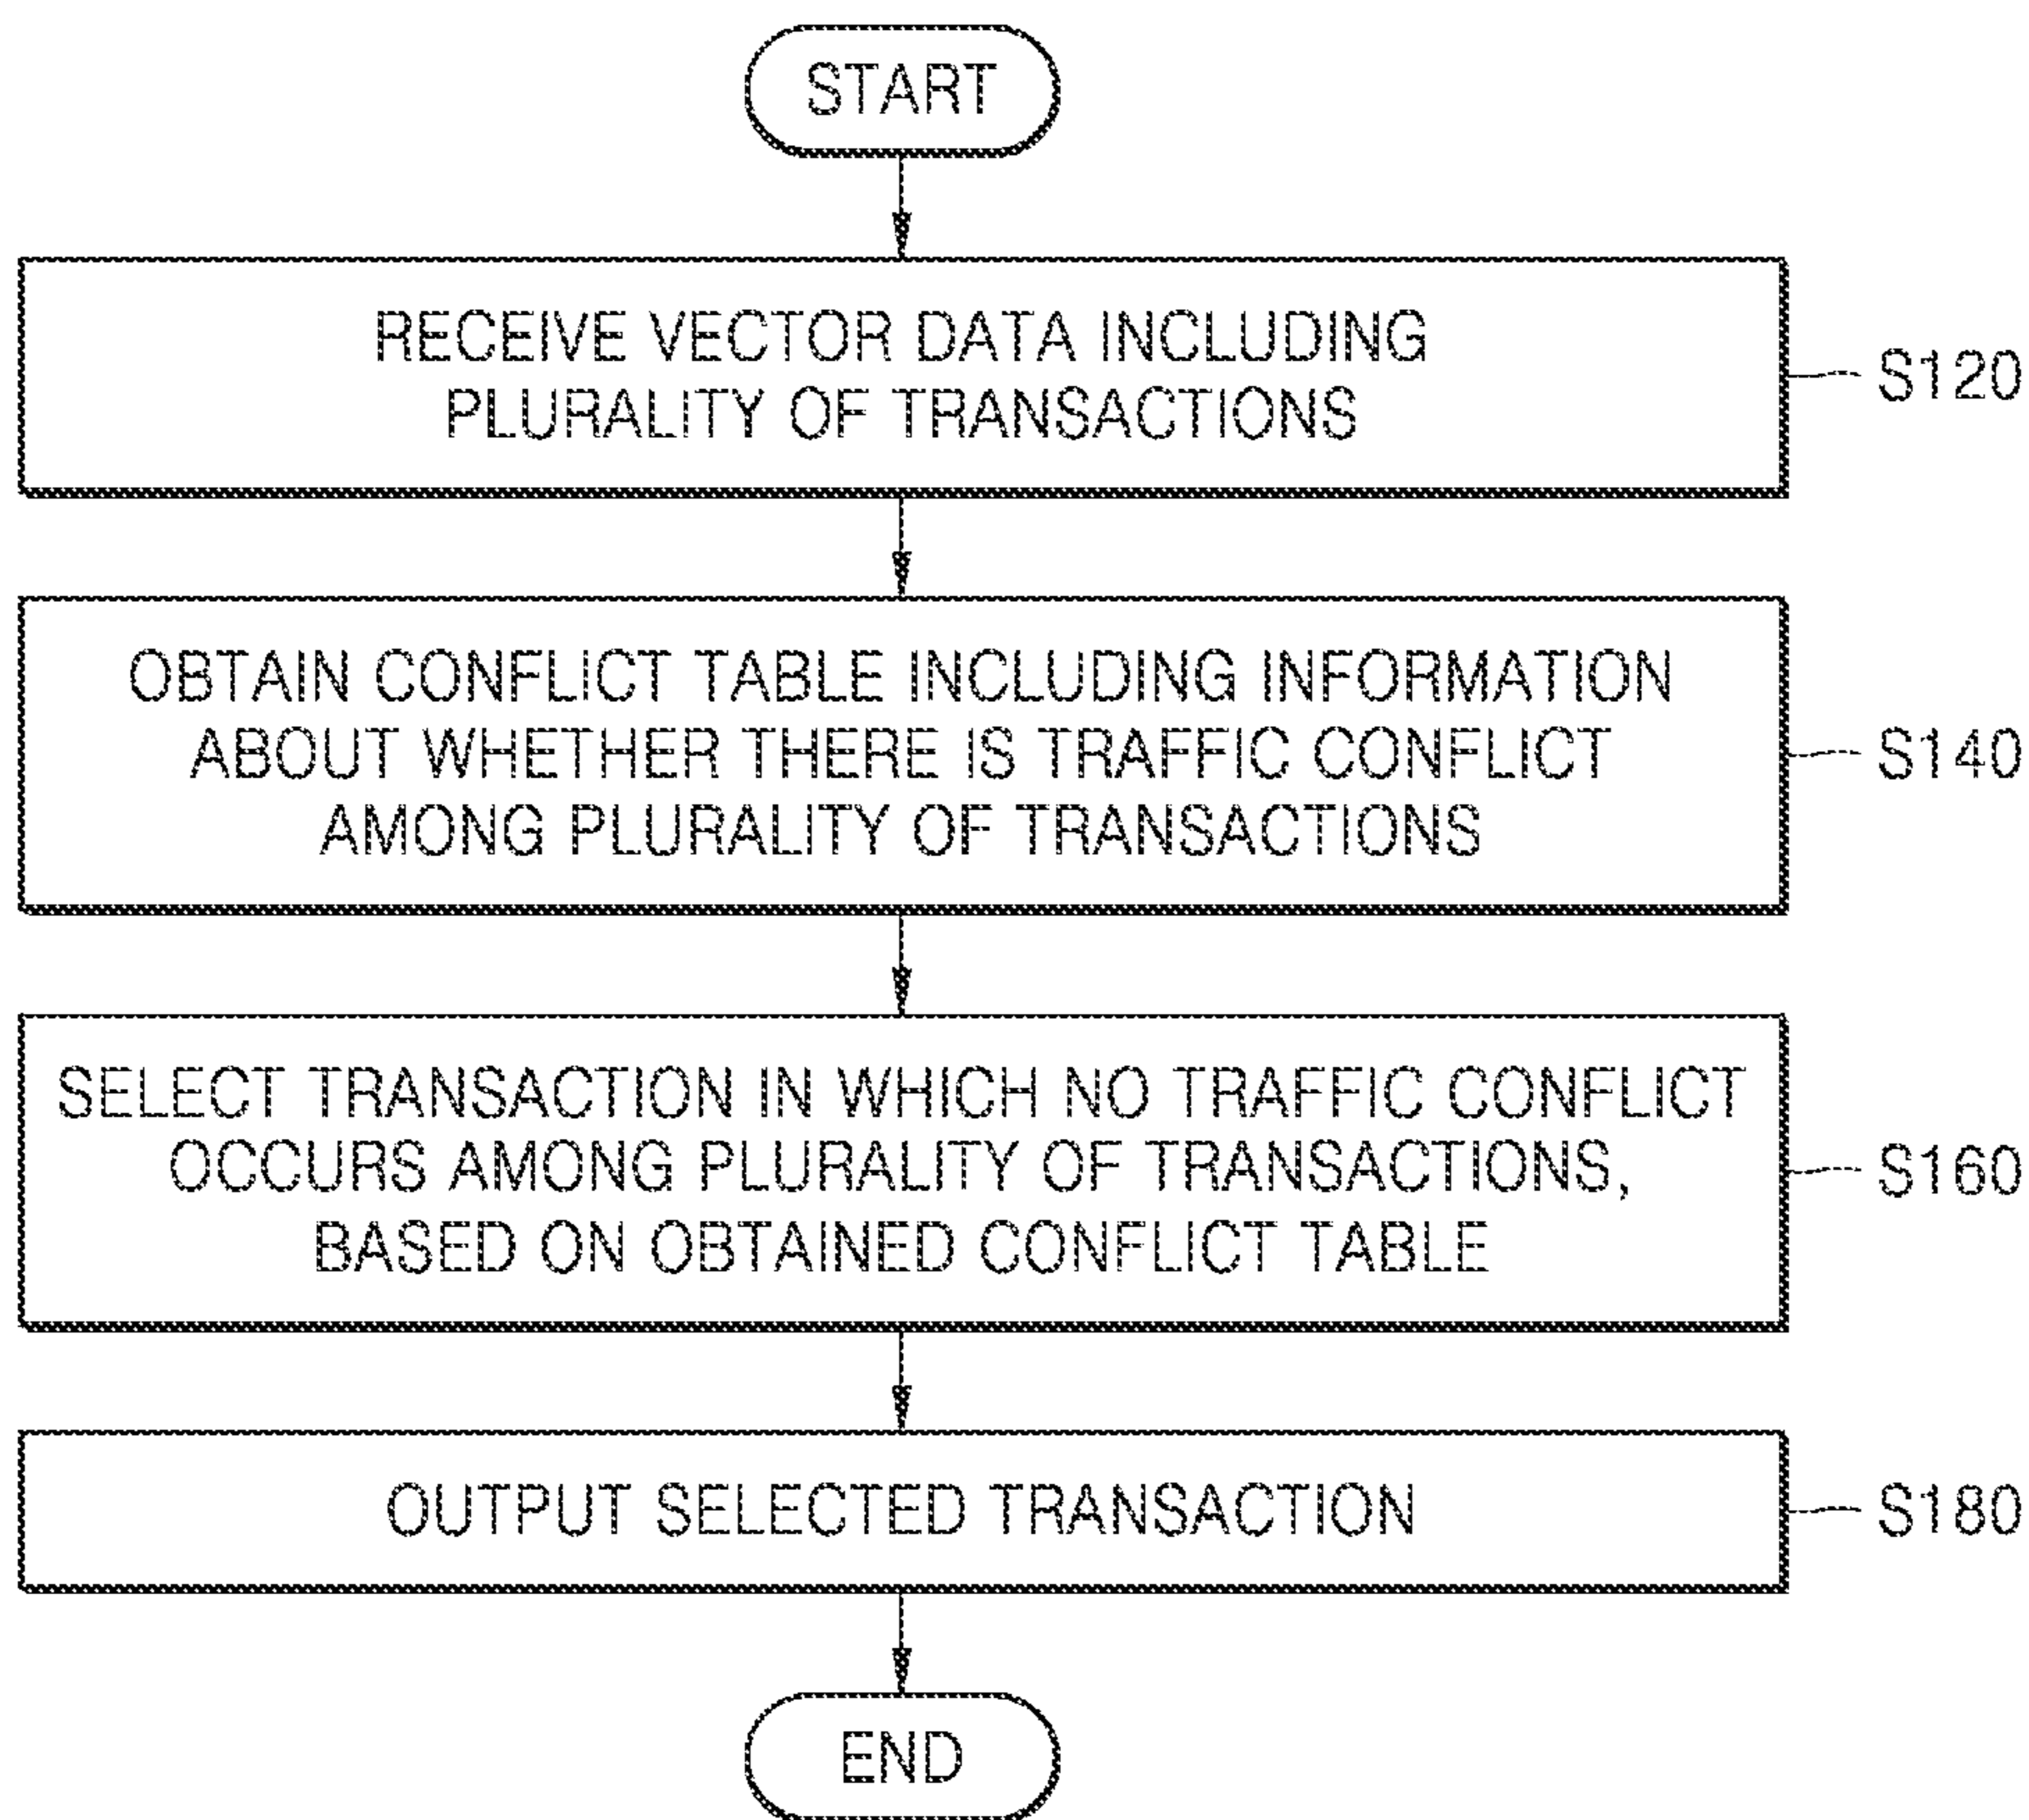 START
RECEIVE VECTOR DATA INCLUDING
PLURALITY OF TRANSACTIONS
S120
OBTAIN CONFLICT TABLE INCLUDING INFORMATION
ABOUT WHETHER THERE IS TRAFFIC CONFLICT
AMONG PLURALITY OF TRANSACTIONS
S140
SELECT TRANSACTION IN WHICH NO TRAFFIC CONFLICT
OCCURS AMONG PLURALITY OF TRANSACTIONS,
BASED ON OBTAINED CONFLICT TABLE
S160
OUTPUT SELECTED TRANSACTION
S180
END